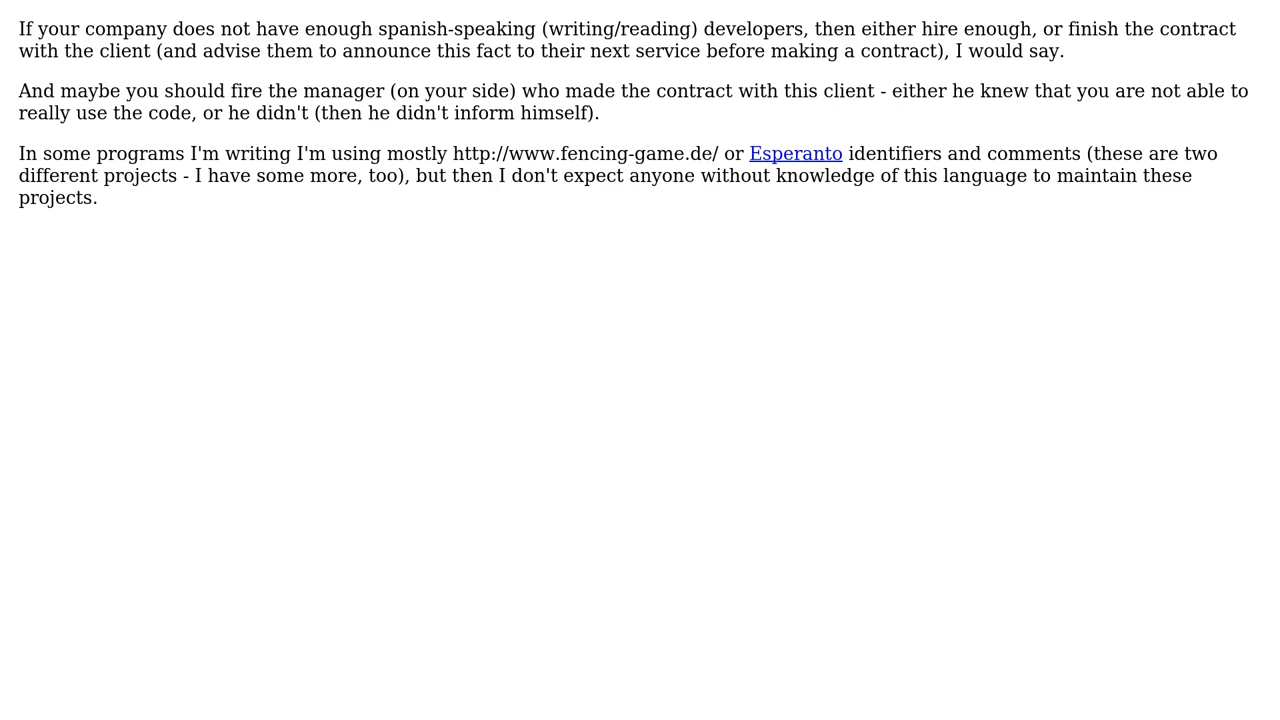 If your company does not have enough spanish-speaking (writing/reading) developers, then either hire enough, or finish the contract
with the client (and advise them to announce this fact to their next service before making a contract), I would say.
And maybe you should fire the manager (on your side) who made the contract with this client - either he knew that you are not able to
really use the code, or he didn't (then he didn't inform himself).
In some programs I'm writing I'm using mostly http://www.fencing-game.de/ or Esperanto identifiers and comments (these are two
different projects - I have some more, too), but then I don't expect anyone without knowledge of this language to maintain these
projects.